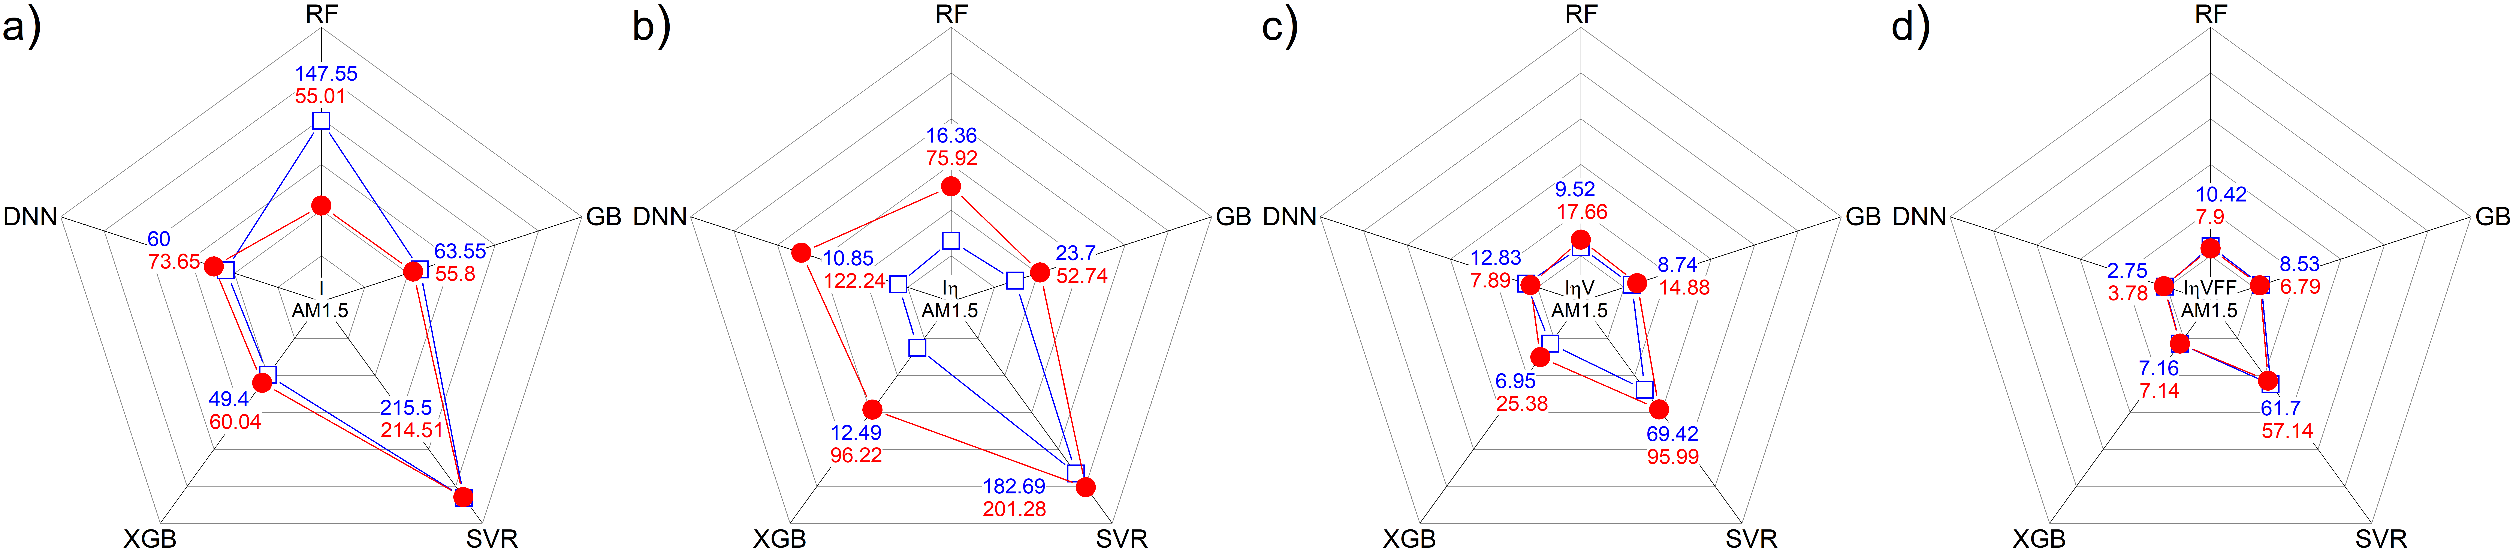 a)
RF
147.55
55.01
DNN
GB
60
73.65
63.55
55.8
I
AM1.5
49.4
60.04
215.5
214.51
XGB
SVR
b)
RF
16.36
75.92
DNN
GB
10.85
122.24
23.7
52.74
Iη
AM1.5
12.49
96.22
182.69
201.28
XGB
SVR
c)
RF
9.52
17.66
DNN
GB
12.83
7.89
8.74
14.88
IηV
AM1.5
6.95
25.38
69.42
95.99
XGB
SVR
d)
RF
10.42
7.9
DNN
GB
2.75
3.78
8.53
6.79
IηVFF
AM1.5
7.16
7.14
61.7
57.14
XGB
SVR